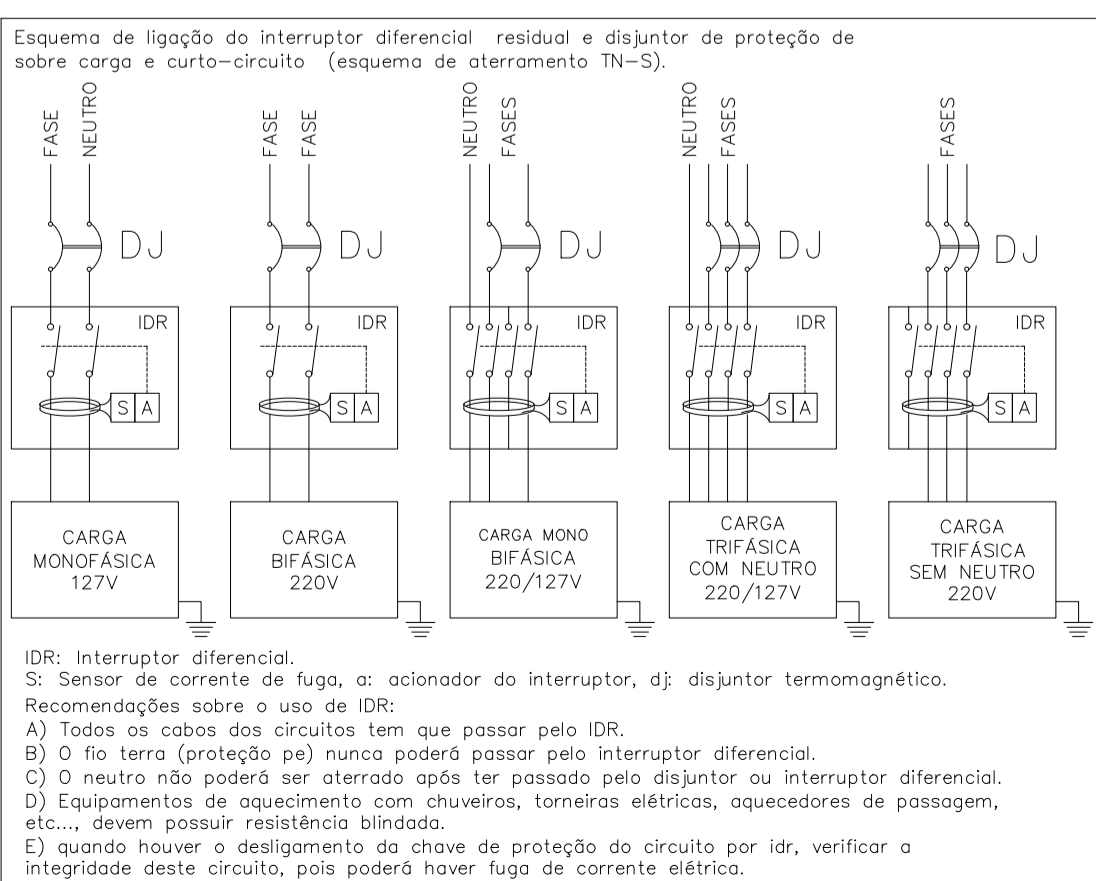 Esquema de ligação do interruptor diferencial residual e disjuntor de proteção de
sobre carga e curto-circuito (esquema de aterramento TN-S).
FASE
NEUTRO
FASE
FASE
NEUTRO
FASES
NEUTRO
FASES
FASES
DJ
DJ
DJ
DJ
DJ
IDR
IDR
IDR
IDR
IDR
S A
S A
S A
S A
S A
CARGA
MONOFÁSICA
127V
CARGA
BIFÁSICA
220V
CARGA MONO
BIFÁSICA
220/127V
CARGA
TRIFÁSICA
COM NEUTRO
220/127V
CARGA
TRIFÁSICA
SEM NEUTRO
220V
IDR: Interruptor diferencial.
S: Sensor de corrente de fuga, a: acionador do interruptor, dj: disjuntor termomagnético.
Recomendações sobre o uso de IDR:
A) Todos os cabos dos circuitos tem que passar pelo IDR.
B) O fio terra (proteção pe) nunca poderá passar pelo interruptor diferencial.
C) O neutro não poderá ser aterrado após ter passado pelo disjuntor ou interruptor diferencial.
D) Equipamentos de aquecimento com chuveiros, torneiras elétricas, aquecedores de passagem,
etc..., devem possuir resistência blindada.
E) quando houver o desligamento da chave de proteção do circuito por idr, verificar a
integridade deste circuito, pois poderá haver fuga de corrente elétrica.